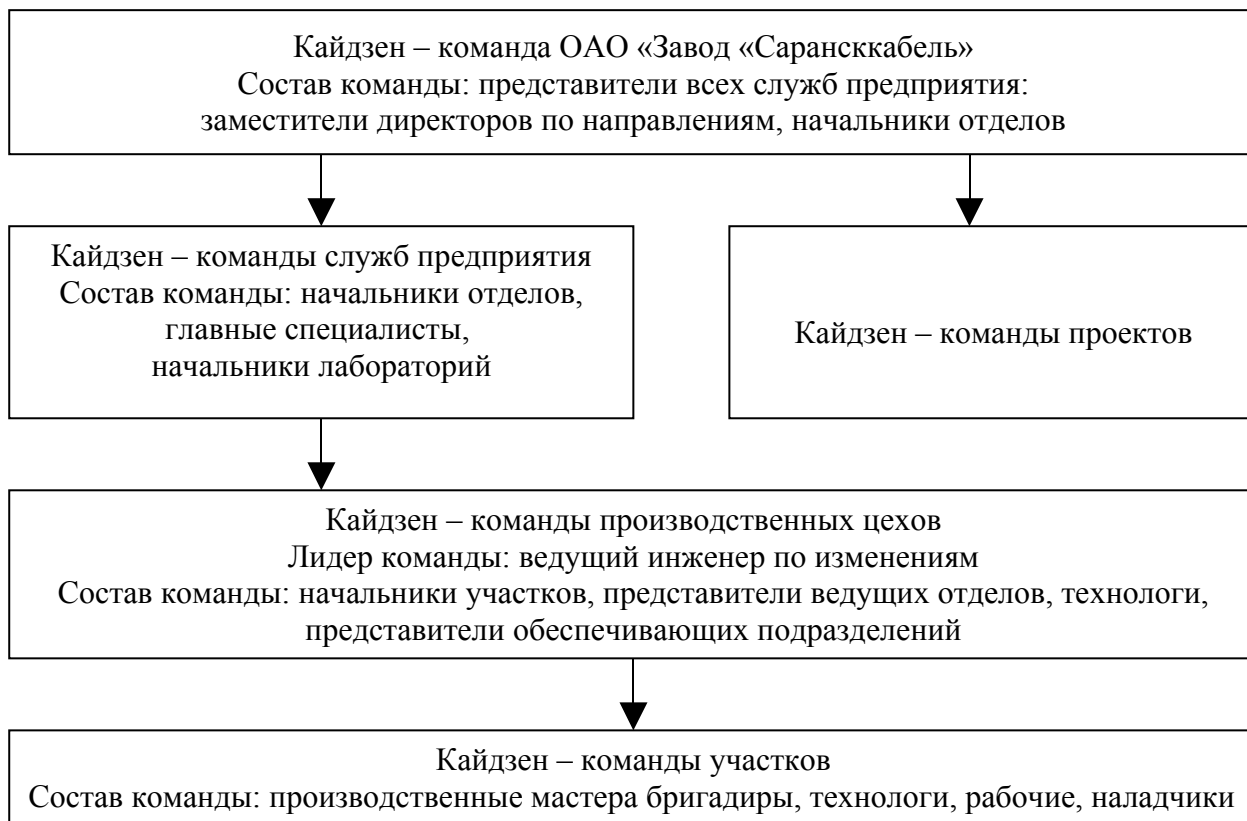 Кайдзен – команда ОАО «Завод «Сарансккабель»
Состав команды: представители всех служб предприятия:
заместители директоров по направлениям, начальники отделов
Кайдзен – команды служб предприятия
Состав команды: начальники отделов,
главные специалисты,
начальники лабораторий
Кайдзен – команды проектов
Кайдзен – команды производственных цехов
Лидер команды: ведущий инженер по изменениям
Состав команды: начальники участков, представители ведущих отделов, технологи,
представители обеспечивающих подразделений
Кайдзен – команды участков
Состав команды: производственные мастера бригадиры, технологи, рабочие, наладчики